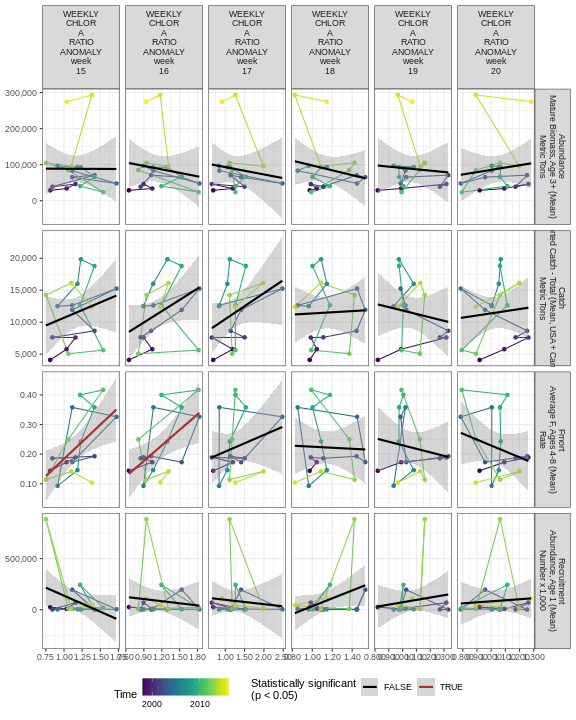 WEEKLY CHLOR A RATIO ANOMALY week 15
WEEKLY CHLOR A RATIO ANOMALY week 16
WEEKLY CHLOR A RATIO ANOMALY week 17
WEEKLY CHLOR A RATIO ANOMALY week 18
WEEKLY CHLOR A RATIO ANOMALY week 19
WEEKLY CHLOR A RATIO ANOMALY week 20
300,000
200,000
100,000
0
Abundance
Mature Biomass, Age 3+ (Mean)
Metric Tons
20,000
15,000
10,000
5,000
Catch
Catch - Total (Mean, USA +
Metric Tons
0.40
0.30
0.20
0.10
Fmort
Average F, Ages 4-8 (Mean)
Rate
500,000
0
Recruitment
Abundance, Age 1 (Mean)
Number x 1,000
0.75 1.00 1.25 1.50
0.90 1.20 1.50 1.80
1.00 1.50 2.00
1.00 1.20 1.40
Time
2000 2010
Statistically significant
(p < 0.05)
FALSE
TRUE